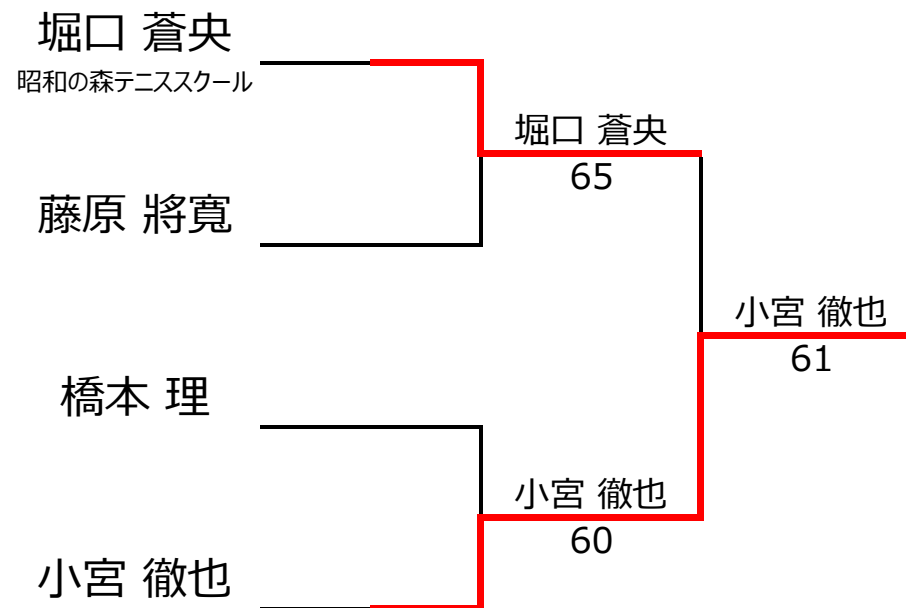 堀口 蒼央
昭和の森テニススクール
堀口 蒼央
65
藤原 將寛
小宮 徹也
61
橋本 理
小宮 徹也
60
小宮 徹也